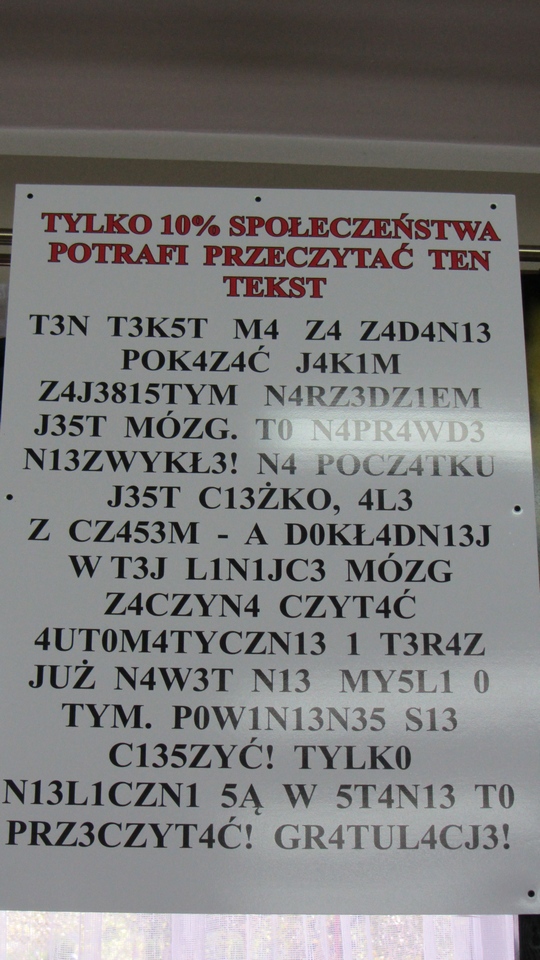 TYLKO 10% SPOŁECZEŃSTWA
POTRAFI PRZECZYTAĆ TEN
TEKST
T3N T3K5T M4 Z4 Z4D4N13
POK4Z4Ć J4K1M
Z4J3815TYM N4RZ3DZ1EM
J35T MÓZG. T0 N4PR4WD3
N13ZWYKŁ3! N4 POCZ4TKU
J35T C13ŻKO, 4L3
Z CZ453M - A D0KŁ4DN13J
W T3J L1N1JC3 MÓZG
Z4CZYN4 CZYT4Ć
4UT0M4TYCZN13 1 T3R4Z
JUŻ N4W3T N13 MY5L1 0
TYM. P0W1N13N35 S13
C135ZYĆ! TYLK0
N13L1CZN1 5Ą W 5T4N13 T0
PRZ3CZYT4Ć! GR4TUL4CJ3!